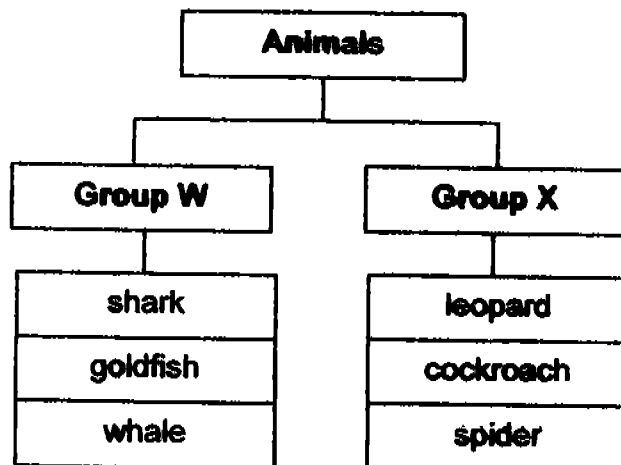 Animals
Group W
Group X
shark
goldfish
whale
leopard
cockroach
spider